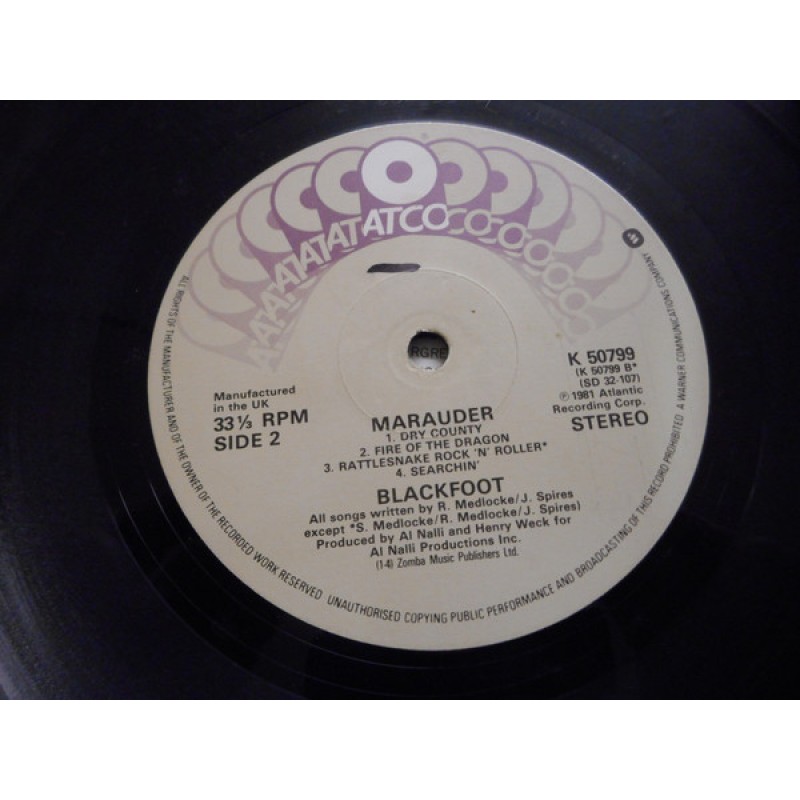 ATATATATATATCOCOOOOOO
®
W
K 50799
(K 50799 B*
(SD 32-107)
℗ 1981 Atlantic
Recording Corp.
STEREO
Manufactured
in the UK
33⅓ RPM
SIDE 2
RGRE
MARAUDER
1. DRY COUNTY
2. FIRE OF THE DRAGON
3. RATTLESNAKE ROCK 'N' ROLLER*
4. SEARCHIN'
BLACKFOOT
All songs written by R. Medlocke/J. Spires
except *S. Medlocke/R. Medlocke/J. Spires)
Produced by Al Nalli and Henry Weck for
Al Nalli Productions Inc.
(1-4) Zomba Music Publishers Ltd.
ALL RIGHTS OF THE MANUFACTURER AND OF THE OWNER OF THE RECORDED WORK RESERVED UNAUTHORISED COPYING PUBLIC PERFORMANCE AND BROADCASTING OF THIS RECORD PROHIBITED A WARNER COMMUNICATIONS COMPANY